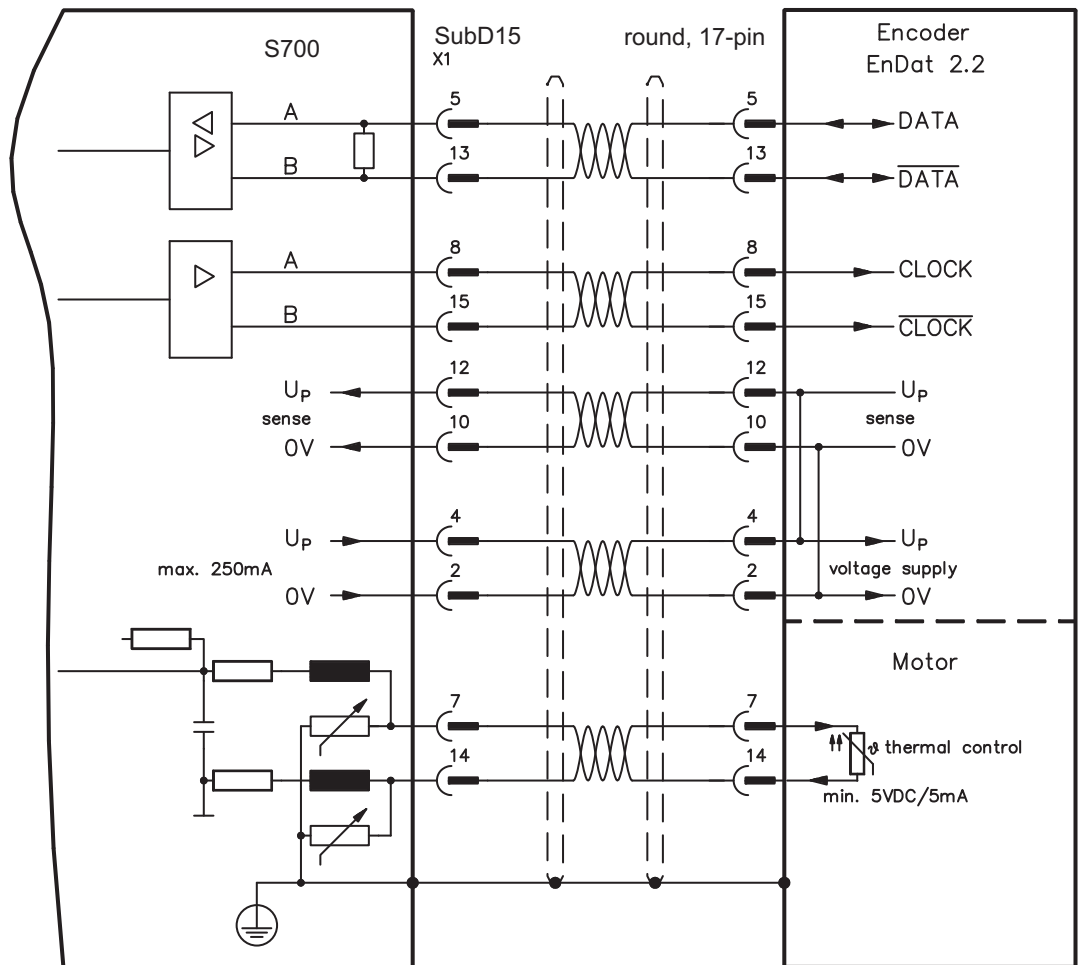 S700
SubD15
X1
round, 17-pin
Encoder
EnDat 2.2
A
5
5
DATA
B
13
13
DATA
A
8
8
CLOCK
B
15
15
CLOCK
UP
12
12
UP
sense
sense
0V
10
10
0V
UP
4
4
UP
max. 250mA
voltage supply
0V
2
2
0V
Motor
7
7
ϑ thermal control
14
14
min. 5VDC/5mA